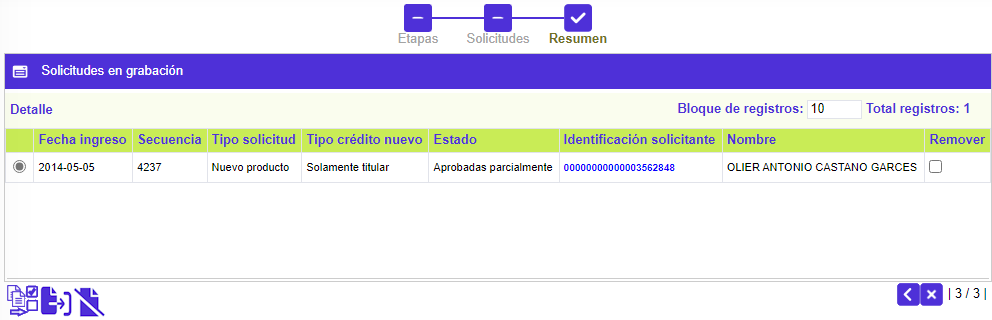 Etapas Solicitudes Resumen
Solicitudes en grabación
Detalle Bloque de registros: 10 Total registros: 1
Fecha ingreso Secuencia Tipo solicitud Tipo crédito nuevo Estado Identificación solicitante Nombre Remover
2014-05-05 4237 Nuevo producto Solamente titular Aprobadas parcialmente 00000000000003562848 OLIER ANTONIO CASTANO GARCES
| 3 / 3 |